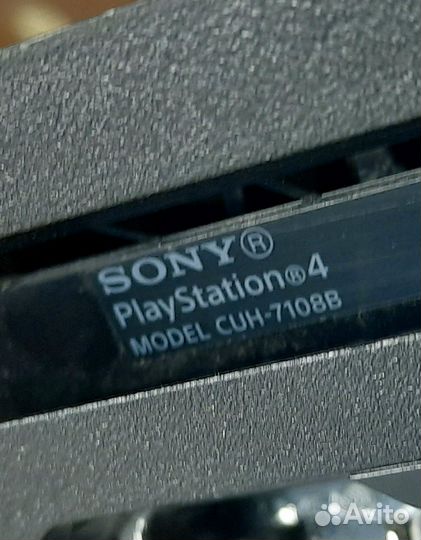 SONY®
PlayStation®4
MODEL CUH-7108B
Avito